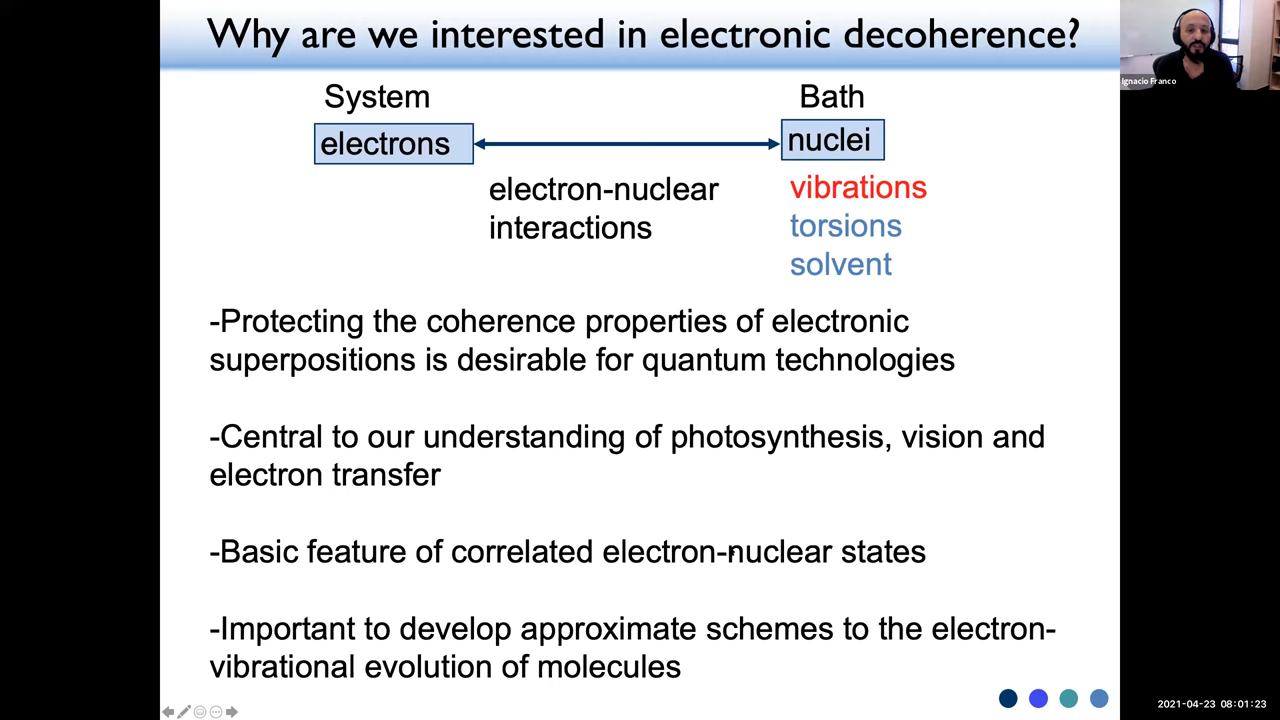 Why are we interested in electronic decoherence?
Ignacio Franco
System
Bath
electrons
nuclei
electron-nuclear
interactions
vibrations
torsions
solvent
-Protecting the coherence properties of electronic
superpositions is desirable for quantum technologies
-Central to our understanding of photosynthesis, vision and
electron transfer
-Basic feature of correlated electron-nuclear states
-Important to develop approximate schemes to the electron-
vibrational evolution of molecules
2021-04-23 08:01:23